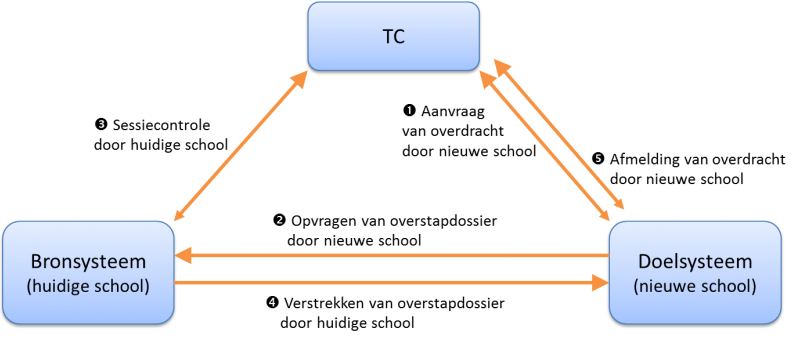 TC
❸ Sessiecontrole
door huidige school
❶ Aanvraag
van overdracht
door nieuwe school
❺ Afmelding van overdracht
door nieuwe school
❷ Opvragen van overstapdossier
door nieuwe school
Bronsysteem
(huidige school)
Doelsysteem
(nieuwe school)
❹ Verstrekken van overstapdossier
door huidige school